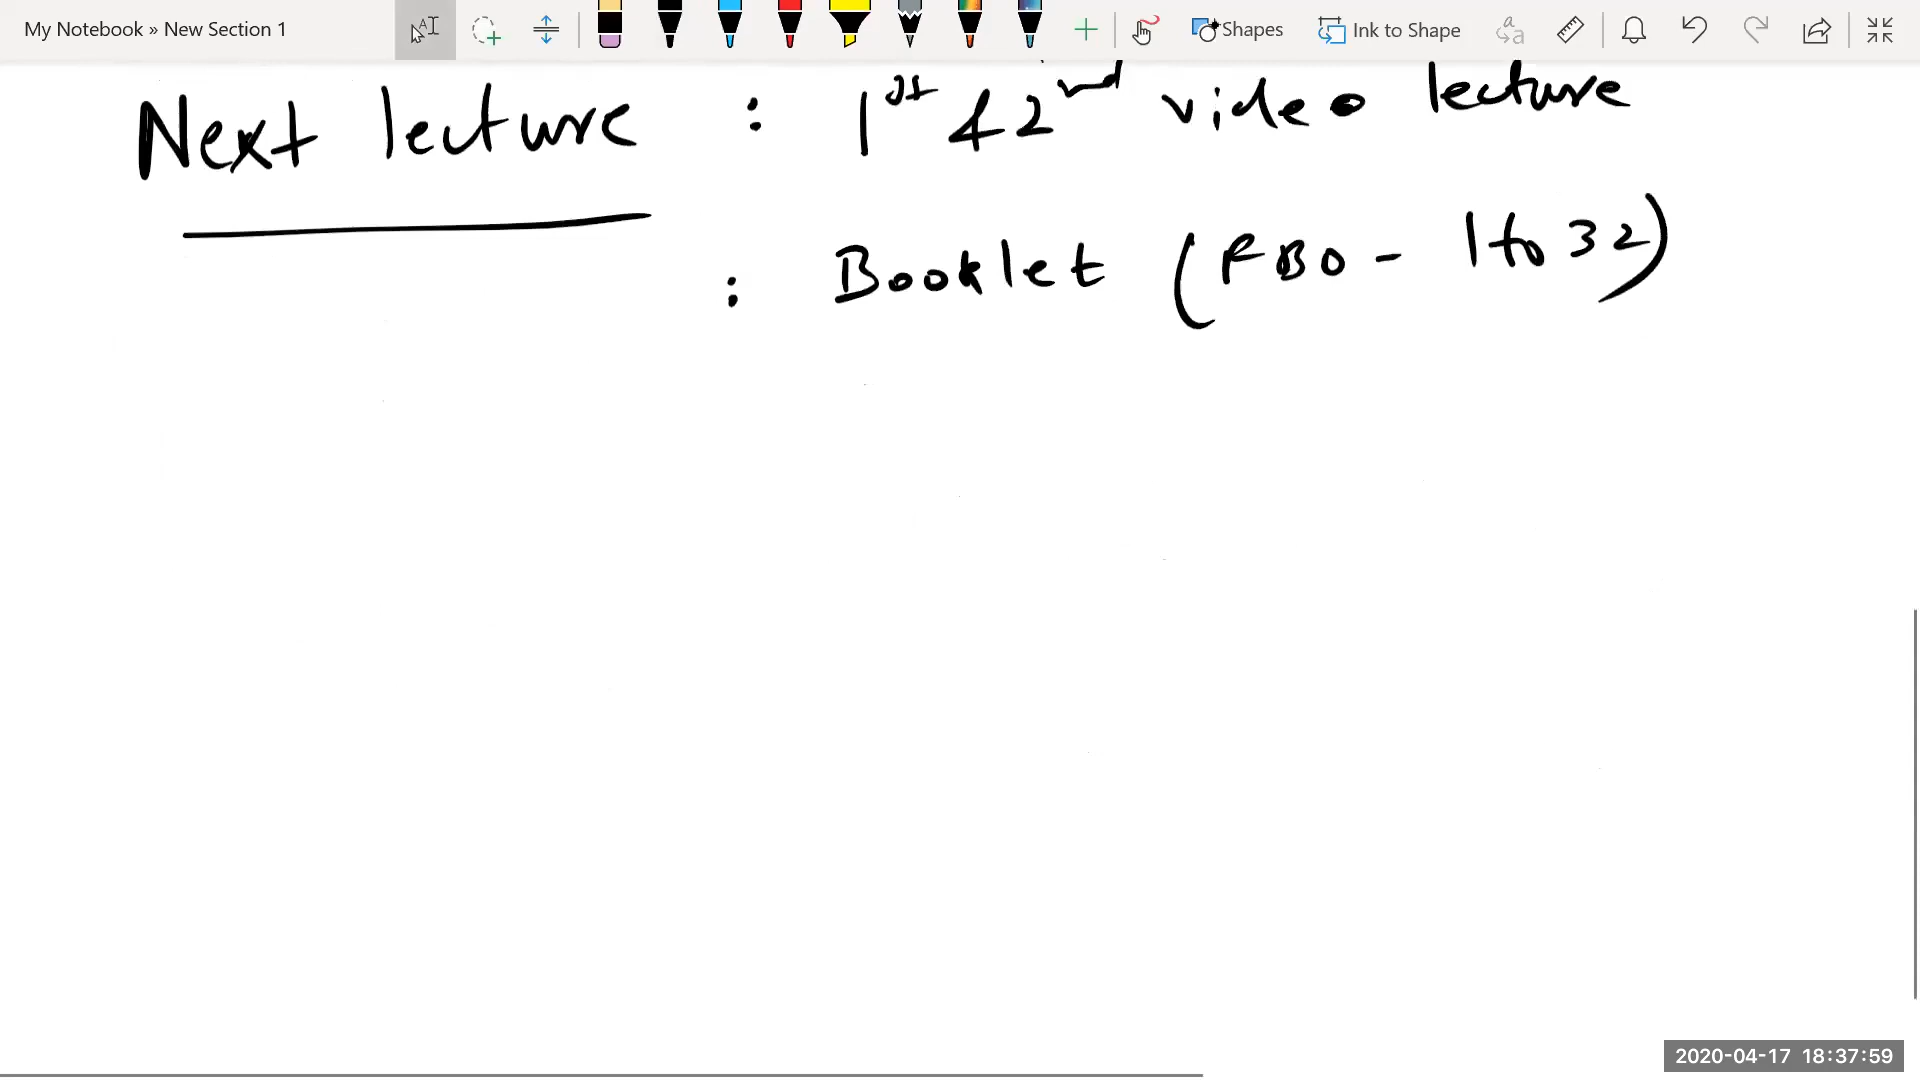 My Notebook » New Section 1
Shapes
Ink to Shape
Next lecture : 1st & 2nd video lecture
: Booklet (FBO - 1 to 32)
2020-04-17 18:37:59